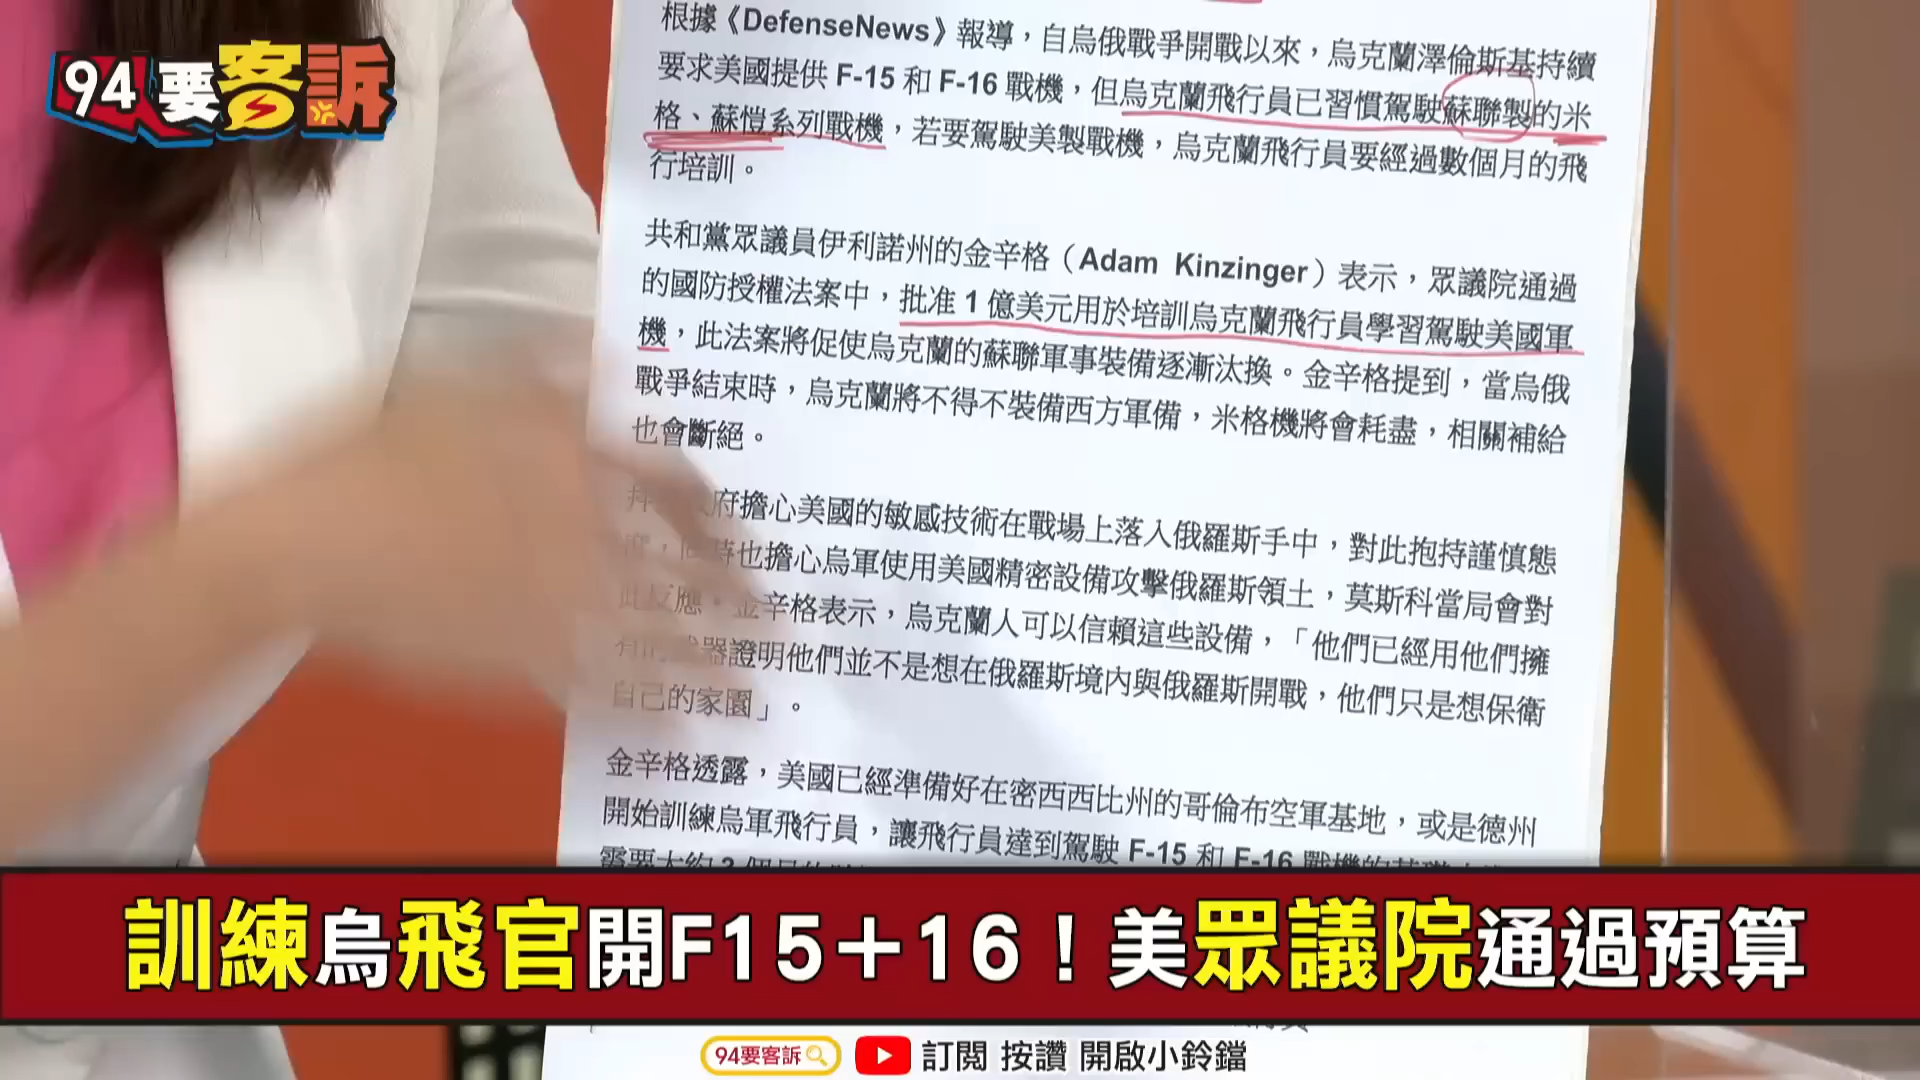 94要客訴
根據《DefenseNews》報導，自烏俄戰爭開戰以來，烏克蘭澤倫斯基持續
要求美國提供 F-15 和 F-16 戰機，但烏克蘭飛行員已習慣駕駛蘇聯製的米
格、蘇愷系列戰機，若要駕駛美製戰機，烏克蘭飛行員要經過數個月的飛
行培訓。
共和黨眾議員伊利諾州的金辛格（Adam Kinzinger）表示，眾議院通過
的國防授權法案中，批准 1 億美元用於培訓烏克蘭飛行員學習駕駛美國軍
機，此法案將促使烏克蘭的蘇聯軍事裝備逐漸汰換。金辛格提到，當烏俄
戰爭結束時，烏克蘭將不得不裝備西方軍備，米格機將會耗盡，相關補給
也會斷絕。
府擔心美國的敏感技術在戰場上落入俄羅斯手中，對此抱持謹慎態
度，同時也擔心烏軍使用美國精密設備攻擊俄羅斯領土，莫斯科當局會對
此反應。金辛格表示，烏克蘭人可以信賴這些設備，「他們已經用他們擁
有的武器證明他們並不是想在俄羅斯境內與俄羅斯開戰，他們只是想保衛
自己的家園」。
金辛格透露，美國已經準備好在密西西比州的哥倫布空軍基地，或是德州
開始訓練烏軍飛行員，讓飛行員達到駕駛 F-15 和 F-16 戰機的基礎
訓練烏飛官開F15+16！美眾議院通過預算
94要客訴 訂閱 按讚 開啟小鈴鐺